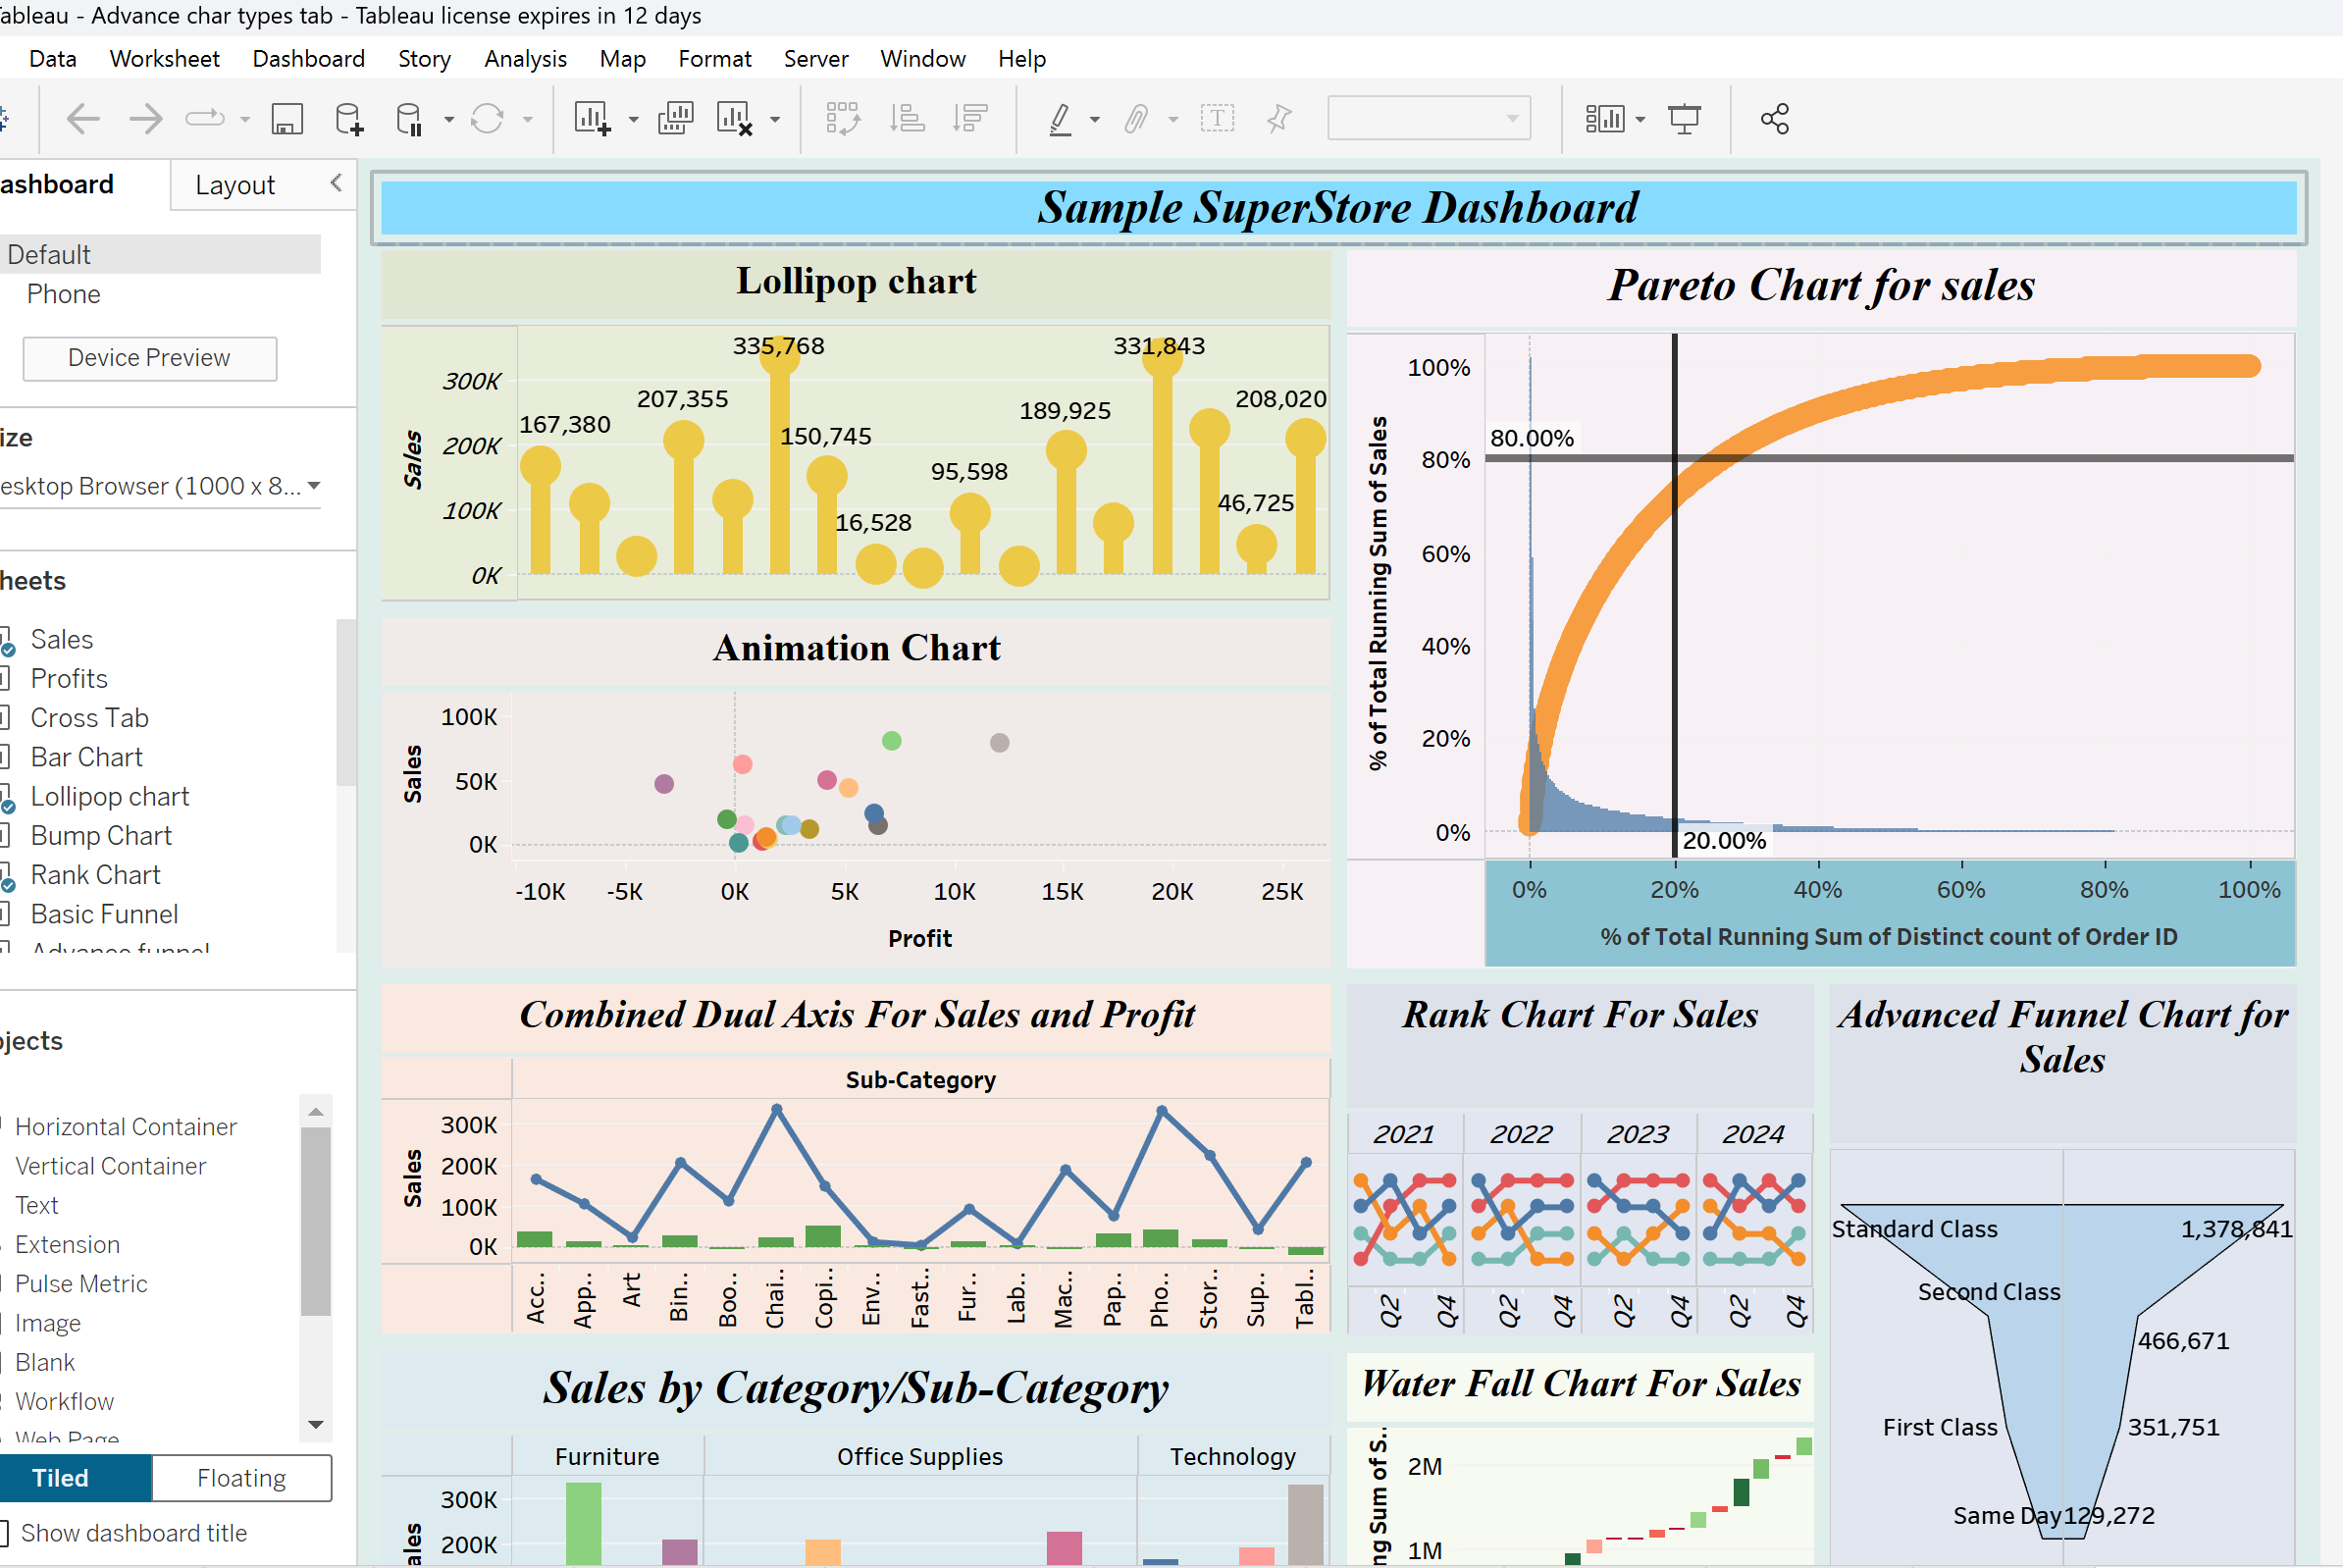 ableau - Advance char types tab - Tableau license expires in 12 days
Data Worksheet Dashboard Story Analysis Map Format Server Window Help
ashboard
Layout
Default
Phone
Device Preview
ize
esktop Browser (1000 x 8...
heets
Sales
Profits
Cross Tab
Bar Chart
Lollipop chart
Bump Chart
Rank Chart
Basic Funnel
Advance funnel
bjects
Horizontal Container
Vertical Container
Text
Extension
Pulse Metric
Image
Blank
Workflow
Web Page
Tiled
Floating
Show dashboard title
Sample SuperStore Dashboard
Lollipop chart
Sales
300K
200K
100K
0K
167,380
207,355
335,768
150,745
16,528
95,598
189,925
331,843
46,725
208,020
Animation Chart
Sales
100K
50K
0K
-10K -5K 0K 5K 10K 15K 20K 25K
Profit
Pareto Chart for sales
% of Total Running Sum of Sales
100%
80%
60%
40%
20%
0%
80.00%
20.00%
0% 20% 40% 60% 80% 100%
% of Total Running Sum of Distinct count of Order ID
Combined Dual Axis For Sales and Profit
Sub-Category
Sales
300K
200K
100K
0K
Acc..
App..
Art
Bin..
Boo..
Chai..
Copi..
Env..
Fast..
Fur..
Lab..
Mac..
Pap..
Pho..
Stor..
Sup..
Tabl..
Rank Chart For Sales
2021 2022 2023 2024
Q2 Q4 Q2 Q4 Q2 Q4 Q2 Q4
Advanced Funnel Chart for
Sales
Standard Class 1,378,841
Second Class
466,671
First Class 351,751
Same Day 129,272
Sales by Category/Sub-Category
Furniture Office Supplies Technology
ales
300K
200K
Water Fall Chart For Sales
ng Sum of S..
2M
1M